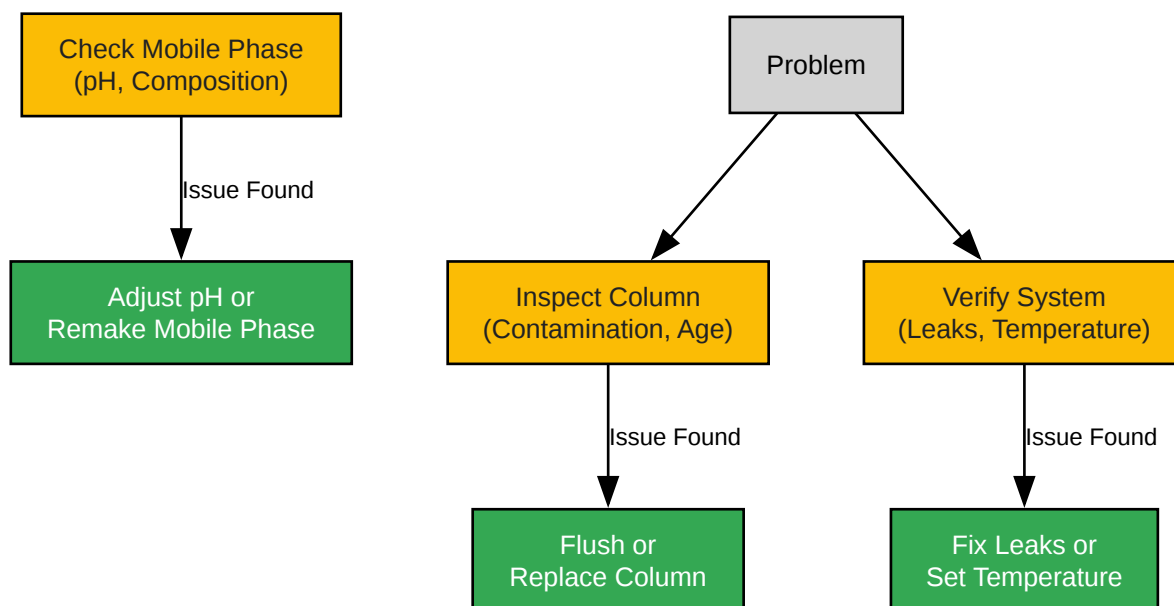 Check Mobile Phase
(pH, Composition)
Problem
Issue Found
Adjust pH or
Remake Mobile Phase
Inspect Column
(Contamination, Age)
Verify System
(Leaks, Temperature)
Issue Found
Issue Found
Flush or
Replace Column
Fix Leaks or
Set Temperature